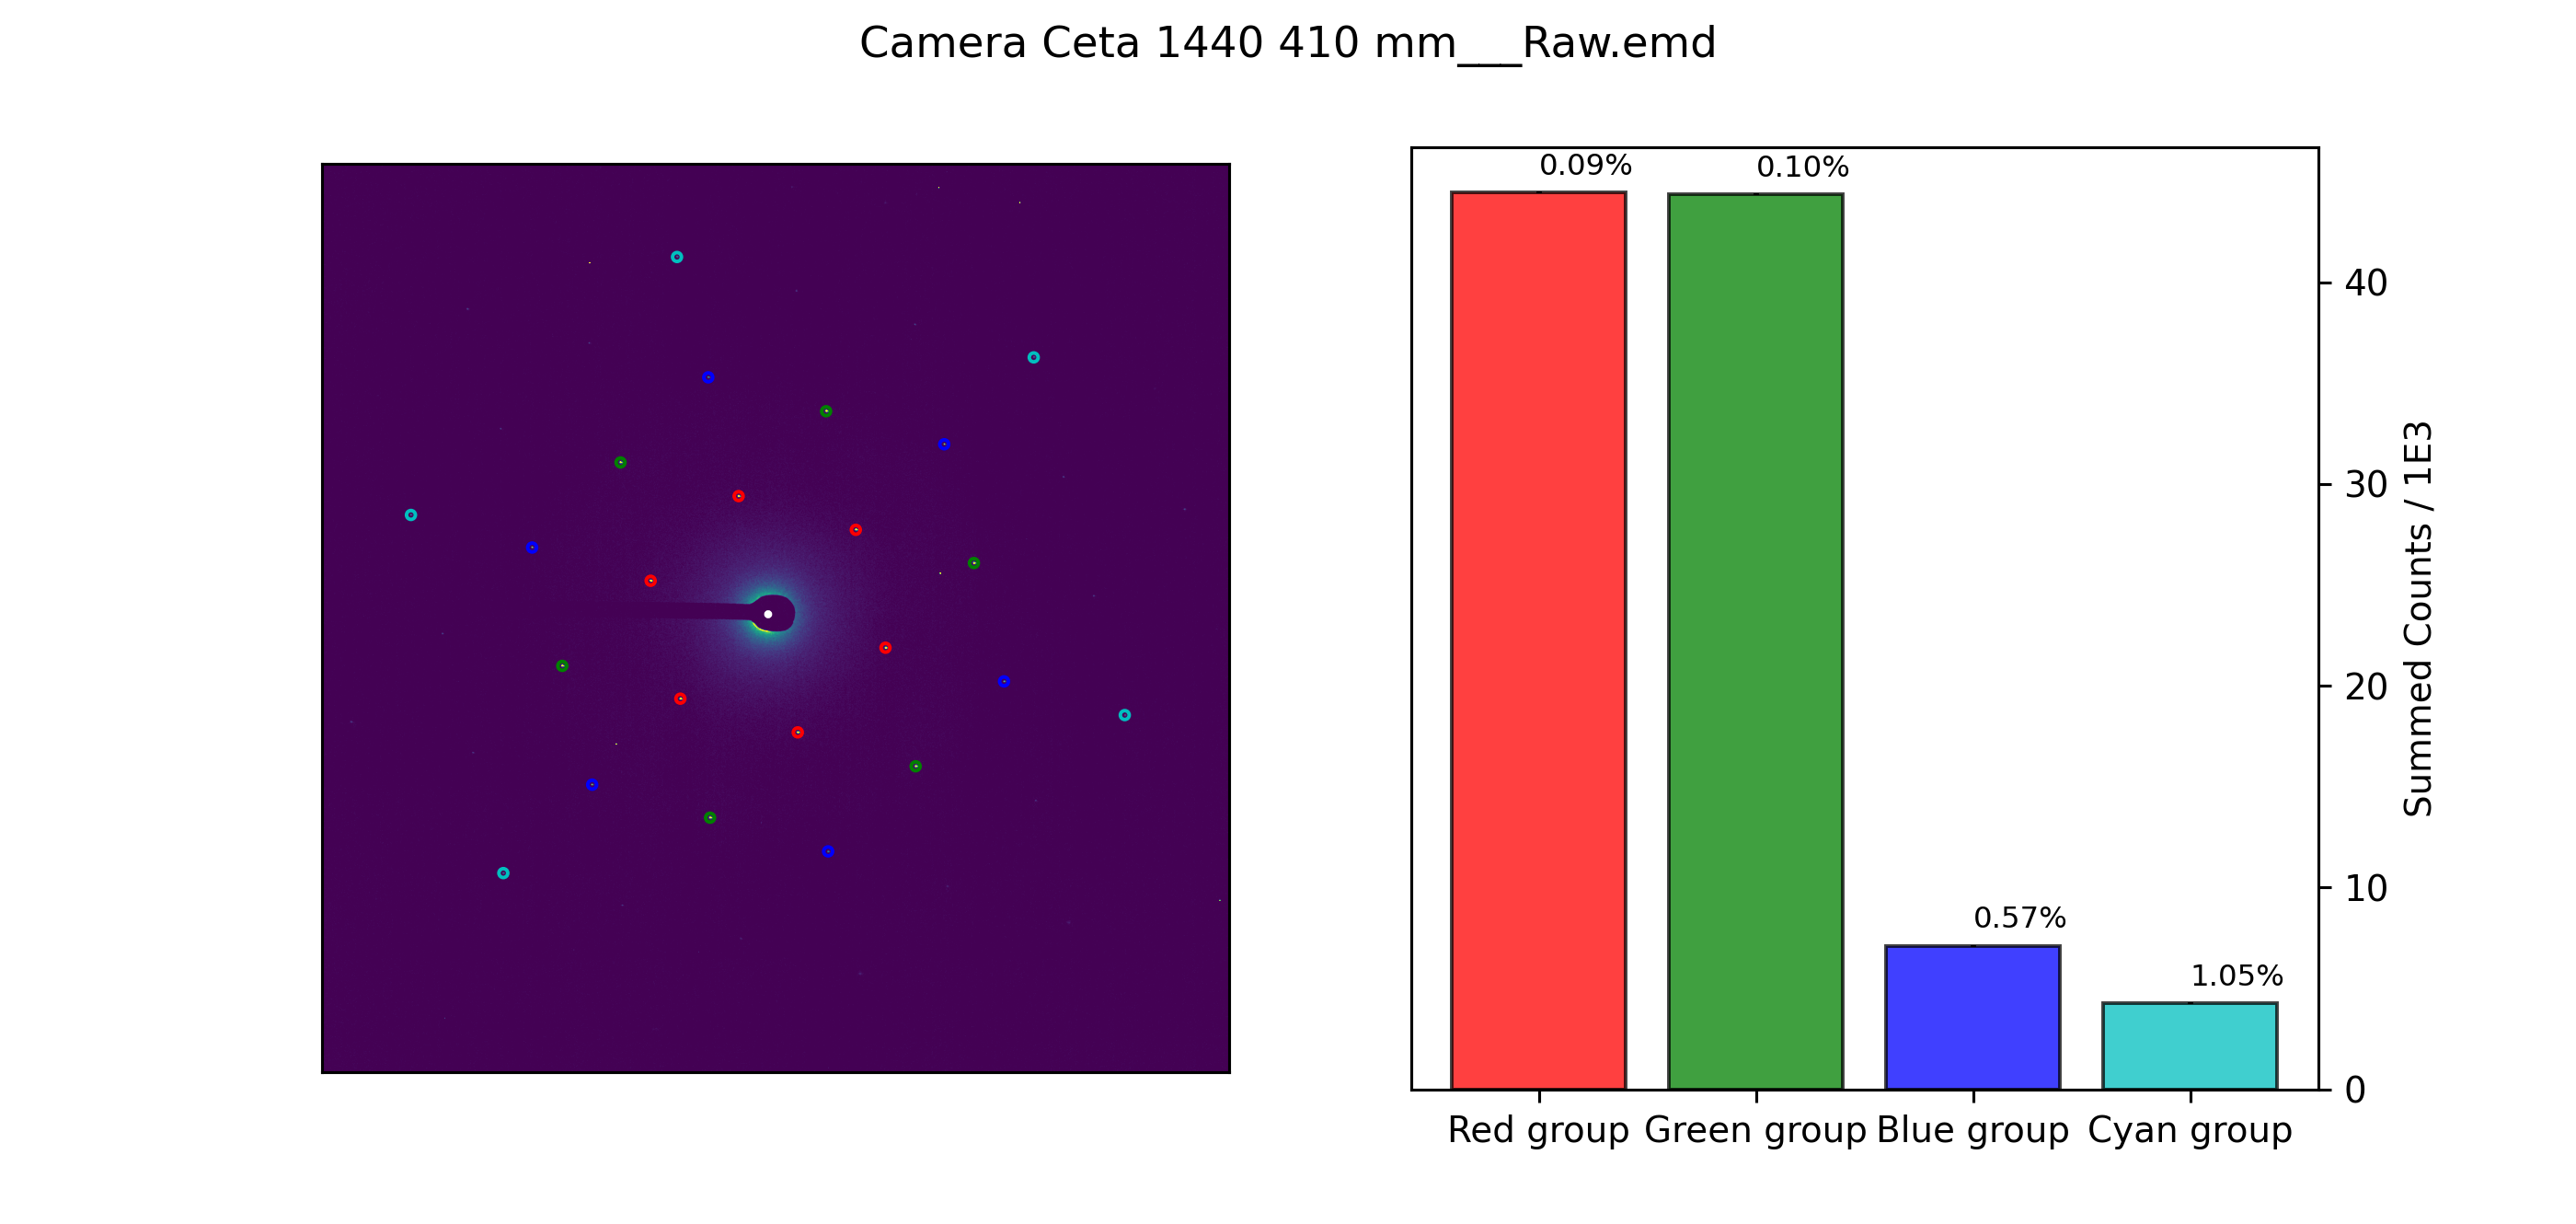 Camera Ceta 1440 410 mm___Raw.emd
0.09%
0.10%
0.57%
1.05%
40
30
20
10
0
Summed Counts / 1E3
Red group
Green group
Blue group
Cyan group